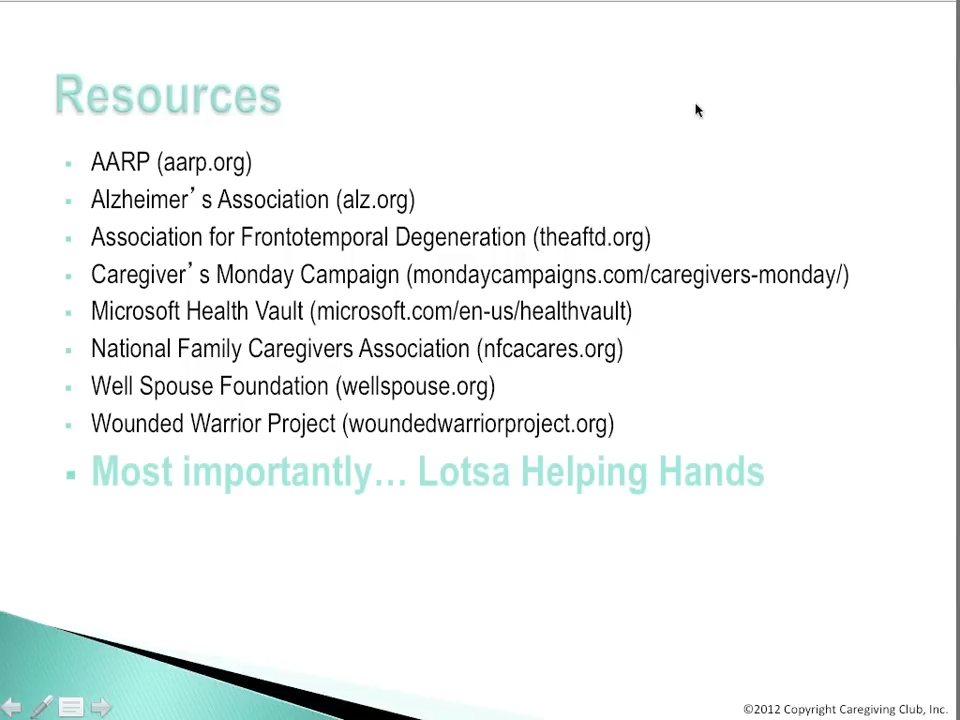 Resources
▪ AARP (aarp.org)
▪ Alzheimer’s Association (alz.org)
▪ Association for Frontotemporal Degeneration (theaftd.org)
▪ Caregiver’s Monday Campaign (mondaycampaigns.com/caregivers-monday/)
▪ Microsoft Health Vault (microsoft.com/en-us/healthvault)
▪ National Family Caregivers Association (nfcacares.org)
▪ Well Spouse Foundation (wellspouse.org)
▪ Wounded Warrior Project (woundedwarriorproject.org)
▪ Most importantly… Lotsa Helping Hands
©2012 Copyright Caregiving Club, Inc.